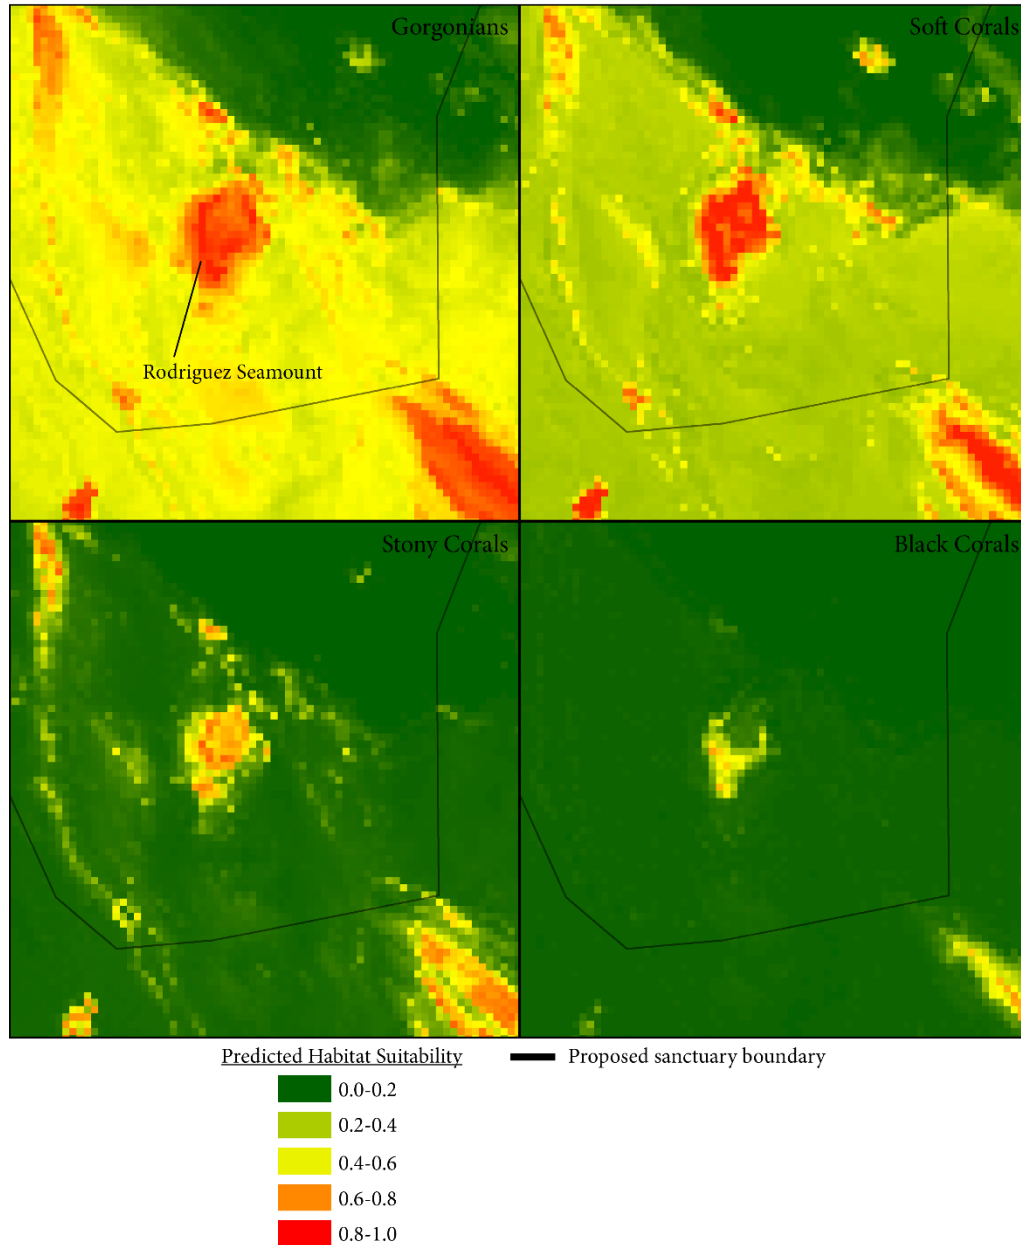 Gorgonians
Soft Corals
Rodriguez Seamount
Stony Corals
Black Corals
Predicted Habitat Suitability
Proposed sanctuary boundary
0.0-0.2
0.2-0.4
0.4-0.6
0.6-0.8
0.8-1.0